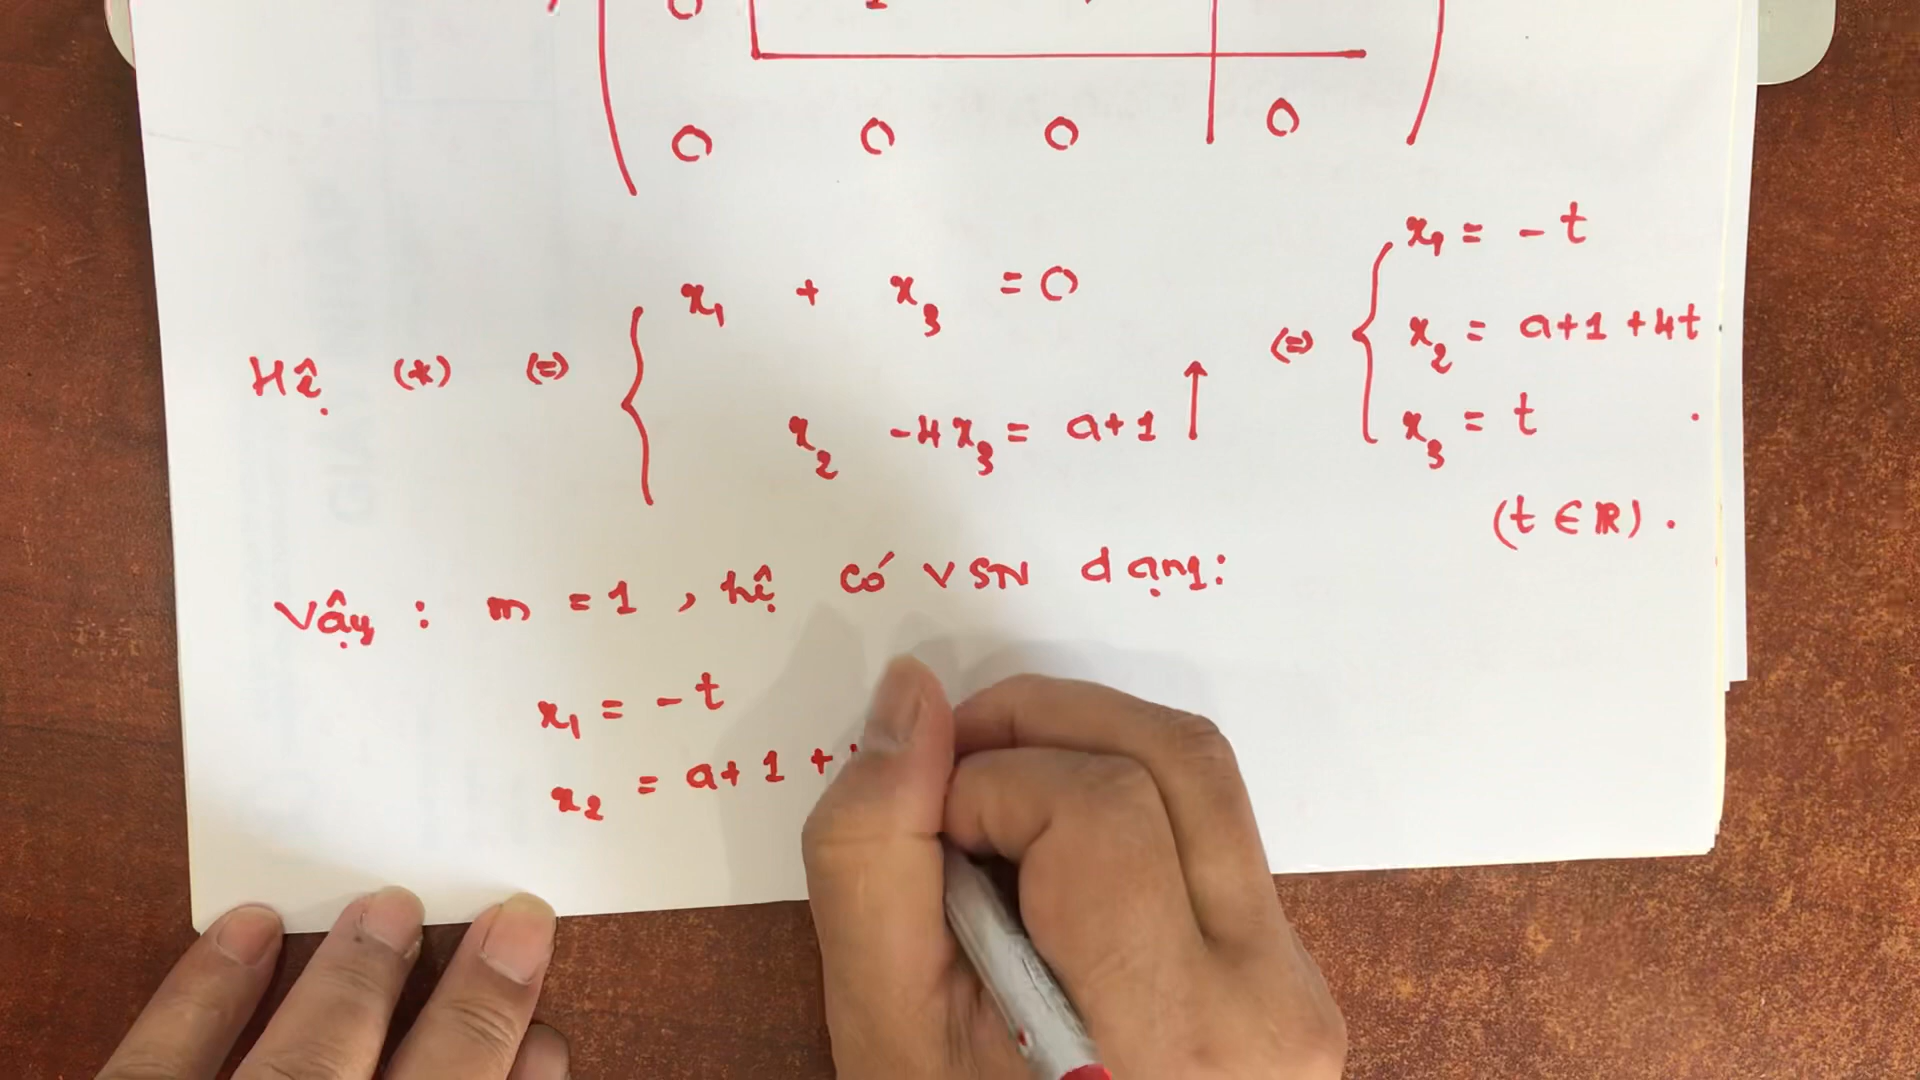 0 0 0 | 0
Hệ (*) (=) { x₁ + x₃ = 0
x₂ - 4x₃ = a+1 ↑
(=) { x₁ = - t
x₂ = a+1 + 4t
x₃ = t .
(t ∈ ℝ) .
Vậy : m = 1 , hệ có VSN dạng:
x₁ = - t
x₂ = a + 1 +